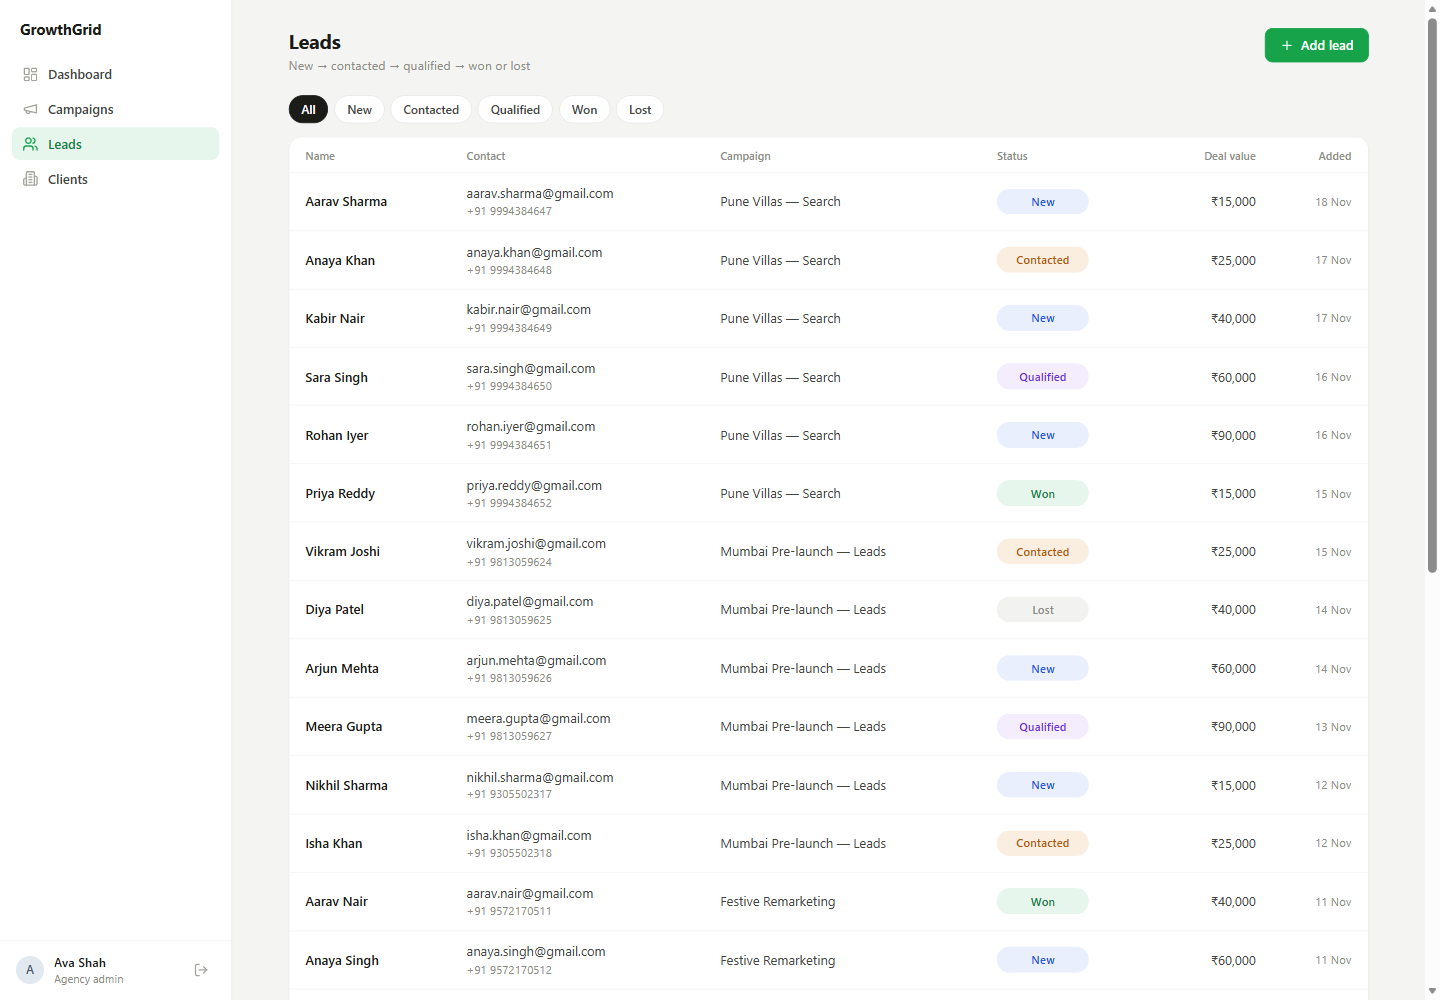 GrowthGrid
Dashboard
Campaigns
Leads
Clients
Ava Shah
Agency admin
A
Leads
New → contacted → qualified → won or lost
+ Add lead
All New Contacted Qualified Won Lost
Name Contact Campaign Status Deal value Added
Aarav Sharma aarav.sharma@gmail.com Pune Villas — Search New ₹15,000 18 Nov
+91 9994384647
Anaya Khan anaya.khan@gmail.com Pune Villas — Search Contacted ₹25,000 17 Nov
+91 9994384648
Kabir Nair kabir.nair@gmail.com Pune Villas — Search New ₹40,000 17 Nov
+91 9994384649
Sara Singh sara.singh@gmail.com Pune Villas — Search Qualified ₹60,000 16 Nov
+91 9994384650
Rohan Iyer rohan.iyer@gmail.com Pune Villas — Search New ₹90,000 16 Nov
+91 9994384651
Priya Reddy priya.reddy@gmail.com Pune Villas — Search Won ₹15,000 15 Nov
+91 9994384652
Vikram Joshi vikram.joshi@gmail.com Mumbai Pre-launch — Leads Contacted ₹25,000 15 Nov
+91 9813059624
Diya Patel diya.patel@gmail.com Mumbai Pre-launch — Leads Lost ₹40,000 14 Nov
+91 9813059625
Arjun Mehta arjun.mehta@gmail.com Mumbai Pre-launch — Leads New ₹60,000 14 Nov
+91 9813059626
Meera Gupta meera.gupta@gmail.com Mumbai Pre-launch — Leads Qualified ₹90,000 13 Nov
+91 9813059627
Nikhil Sharma nikhil.sharma@gmail.com Mumbai Pre-launch — Leads New ₹15,000 12 Nov
+91 9305502317
Isha Khan isha.khan@gmail.com Mumbai Pre-launch — Leads Contacted ₹25,000 12 Nov
+91 9305502318
Aarav Nair aarav.nair@gmail.com Festive Remarketing Won ₹40,000 11 Nov
+91 9572170511
Anaya Singh anaya.singh@gmail.com Festive Remarketing New ₹60,000 11 Nov
+91 9572170512